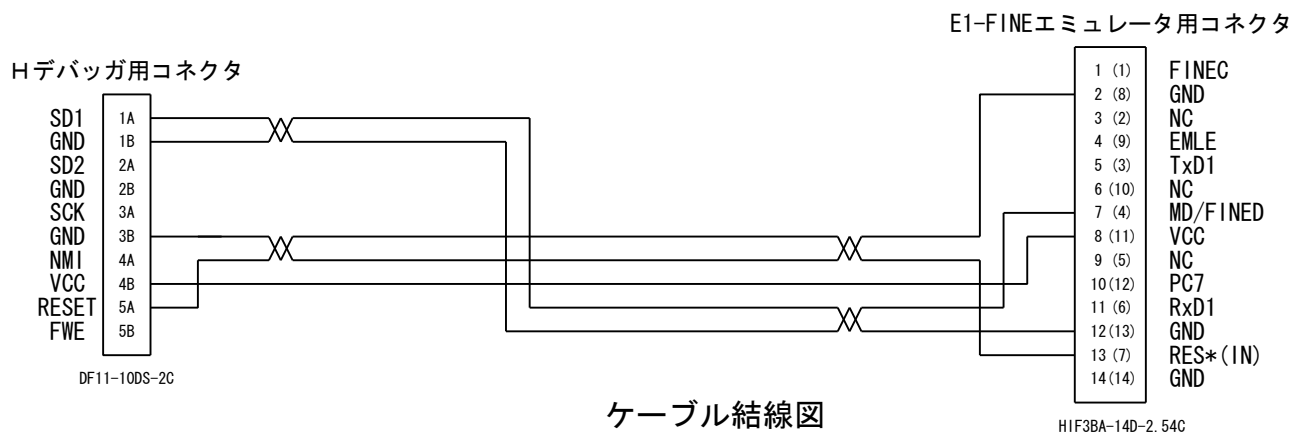 E1-FINEエミュレータ用コネクタ
Hデバッガ用コネクタ
SD1 1A
GND 1B
SD2 2A
GND 2B
SCK 3A
GND 3B
NMI 4A
VCC 4B
RESET 5A
FWE 5B
DF11-10DS-2C
1 (1) FINEC
2 (8) GND
3 (2) NC
4 (9) EMLE
5 (3) TxD1
6 (10) NC
7 (4) MD/FINED
8 (11) VCC
9 (5) NC
10(12) PC7
11 (6) RxD1
12(13) GND
13 (7) RES*(IN)
14(14) GND
HIF3BA-14D-2.54C
ケーブル結線図